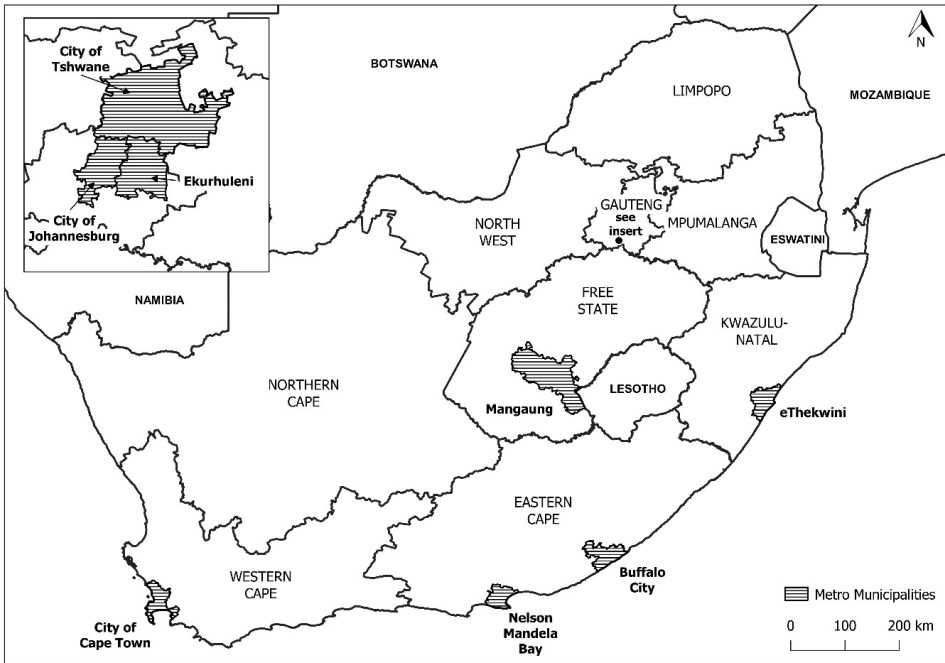 City of
Tshwane
Ekurhuleni
City of
Johannesburg
N
BOTSWANA
LIMPOPO
MOZAMBIQUE
GAUTENG
see
insert
NORTH
WEST
MPUMALANGA
ESWATINI
NAMIBIA
FREE
STATE
KWAZULU-
NATAL
NORTHERN
CAPE
LESOTHO
Mangaung
eThekwini
EASTERN
CAPE
WESTERN
CAPE
Buffalo
City
City of
Cape Town
Nelson
Mandela
Bay
Metro Municipalities
0 100 200 km